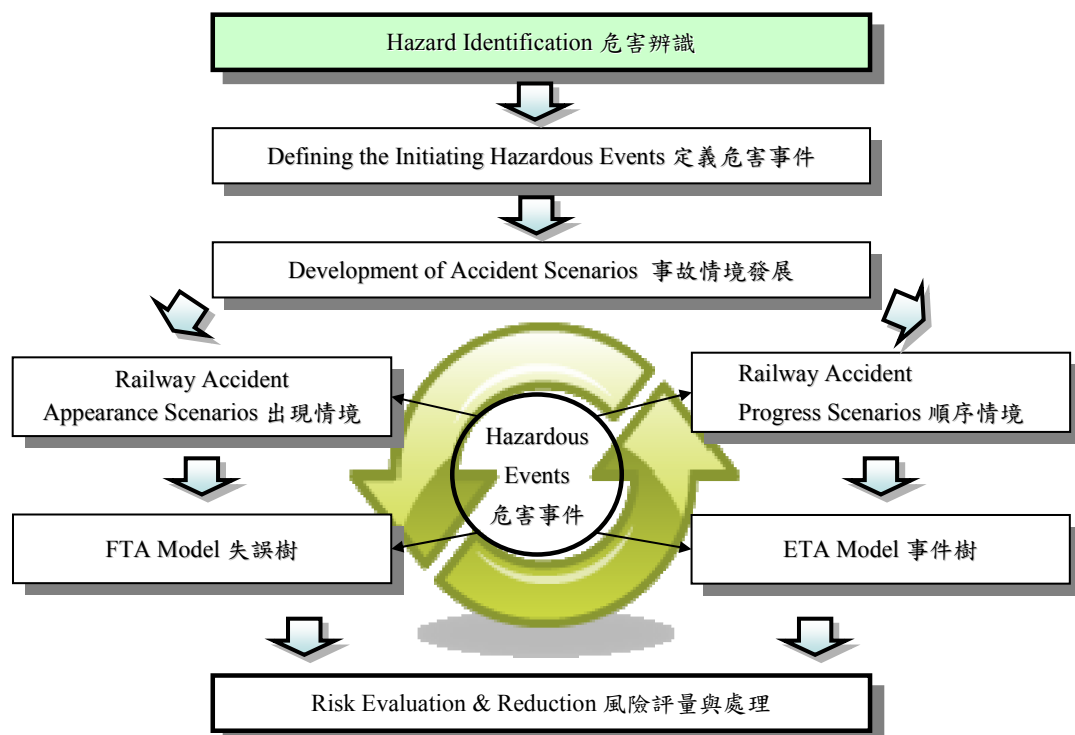 Hazard Identification 危害辨識
Defining the Initiating Hazardous Events 定義危害事件
Development of Accident Scenarios 事故情境發展
Railway Accident
Appearance Scenarios 出現情境
Railway Accident
Progress Scenarios 順序情境
Hazardous
Events
危害事件
FTA Model 失誤樹
ETA Model 事件樹
Risk Evaluation & Reduction 風險評量與處理